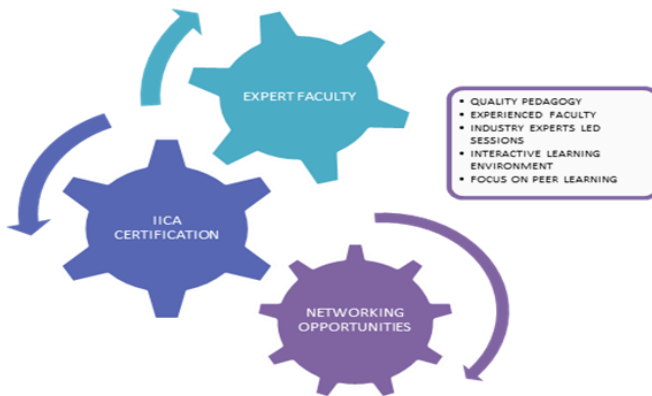 EXPERT FACULTY
▪ QUALITY PEDAGOGY
▪ EXPERIENCED FACULTY
▪ INDUSTRY EXPERTS LED
SESSIONS
▪ INTERACTIVE LEARNING
ENVIRONMENT
▪ FOCUS ON PEER LEARNING
IICA
CERTIFICATION
NETWORKING
OPPORTUNITIES